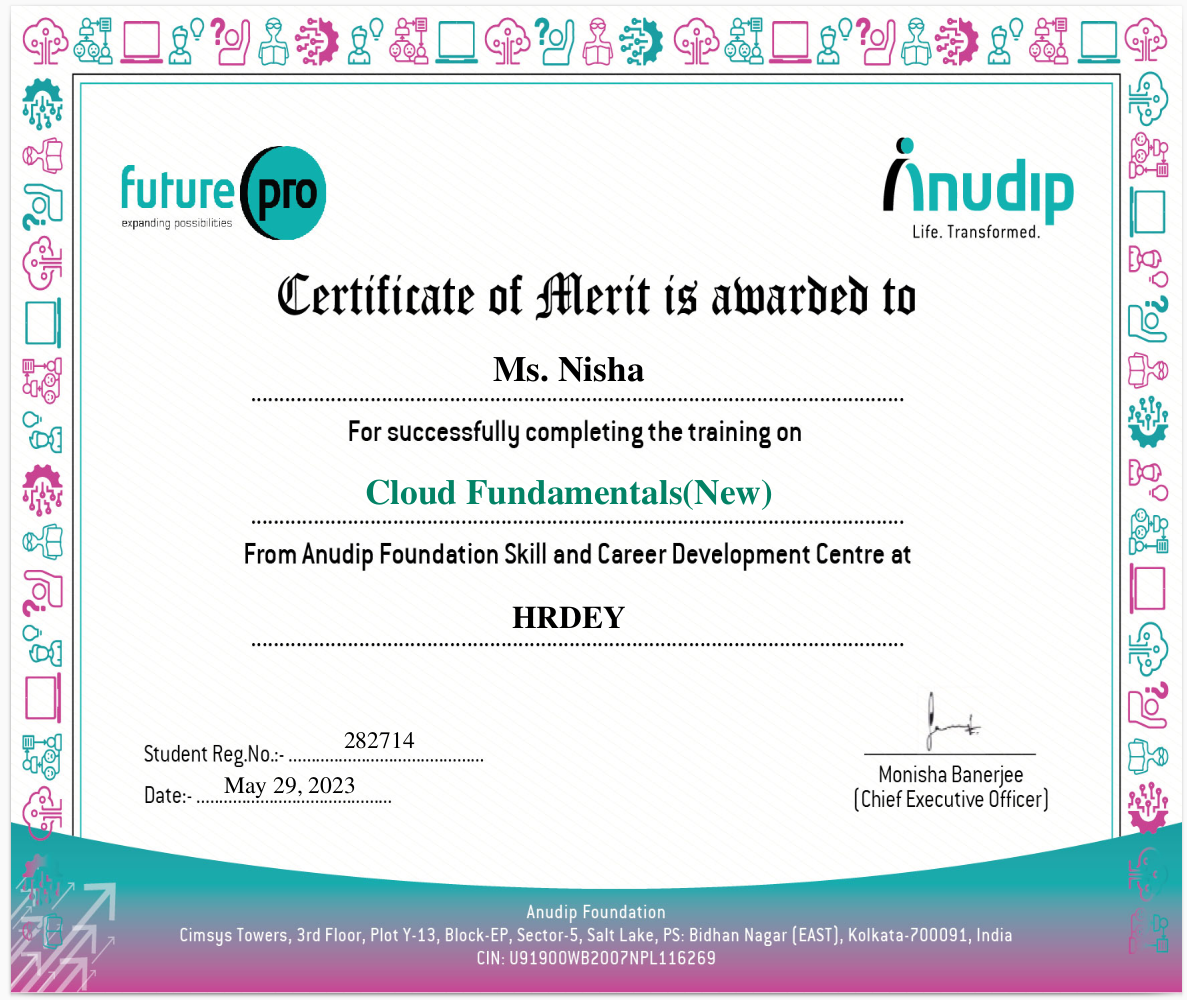 future pro
expanding possibilities
Anudip
Life. Transformed.
Certificate of Merit is awarded to
Ms. Nisha
For successfully completing the training on
Cloud Fundamentals(New)
From Anudip Foundation Skill and Career Development Centre at
HRDEY
Student Reg.No.:- 282714
Date:- May 29, 2023
Monisha Banerjee
(Chief Executive Officer)
Anudip Foundation
Cimsys Towers, 3rd Floor, Plot Y-13, Block-EP, Sector-5, Salt Lake, PS: Bidhan Nagar (EAST), Kolkata-700091, India
CIN: U91900WB2007NPL116269